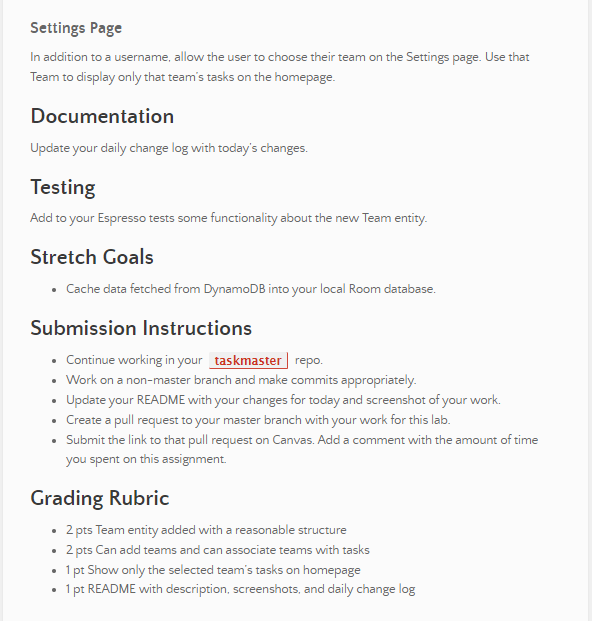 Settings Page
In addition to a username, allow the user to choose their team on the Settings page. Use that
Team to display only that team's tasks on the homepage.
Documentation
Update your daily change log with today's changes.
Testing
Add to your Espresso tests some functionality about the new Team entity.
Stretch Goals
• Cache data fetched from DynamoDB into your local Room database.
Submission Instructions
• Continue working in your taskmaster repo.
• Work on a non-master branch and make commits appropriately.
• Update your README with your changes for today and screenshot of your work.
• Create a pull request to your master branch with your work for this lab.
• Submit the link to that pull request on Canvas. Add a comment with the amount of time
you spent on this assignment.
Grading Rubric
• 2 pts Team entity added with a reasonable structure
• 2 pts Can add teams and can associate teams with tasks
• 1 pt Show only the selected team's tasks on homepage
• 1 pt README with description, screenshots, and daily change log